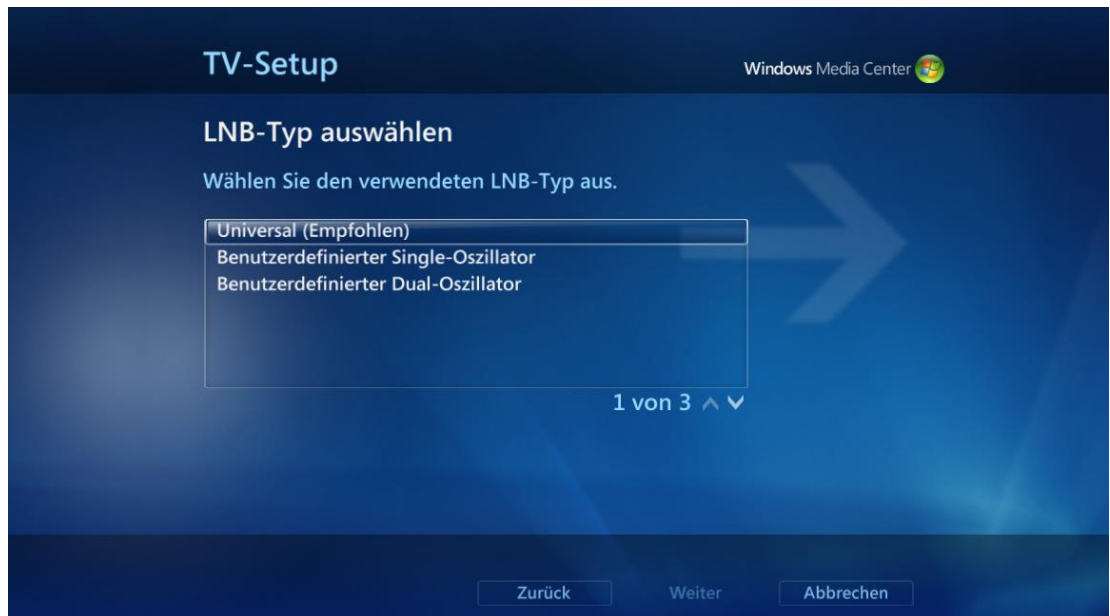 TV-Setup
Windows Media Center
LNB-Typ auswählen
Wählen Sie den verwendeten LNB-Typ aus.
Universal (Empfohlen)
Benutzerdefinierter Single-Oszillator
Benutzerdefinierter Dual-Oszillator
1 von 3
Zurück Weiter Abbrechen